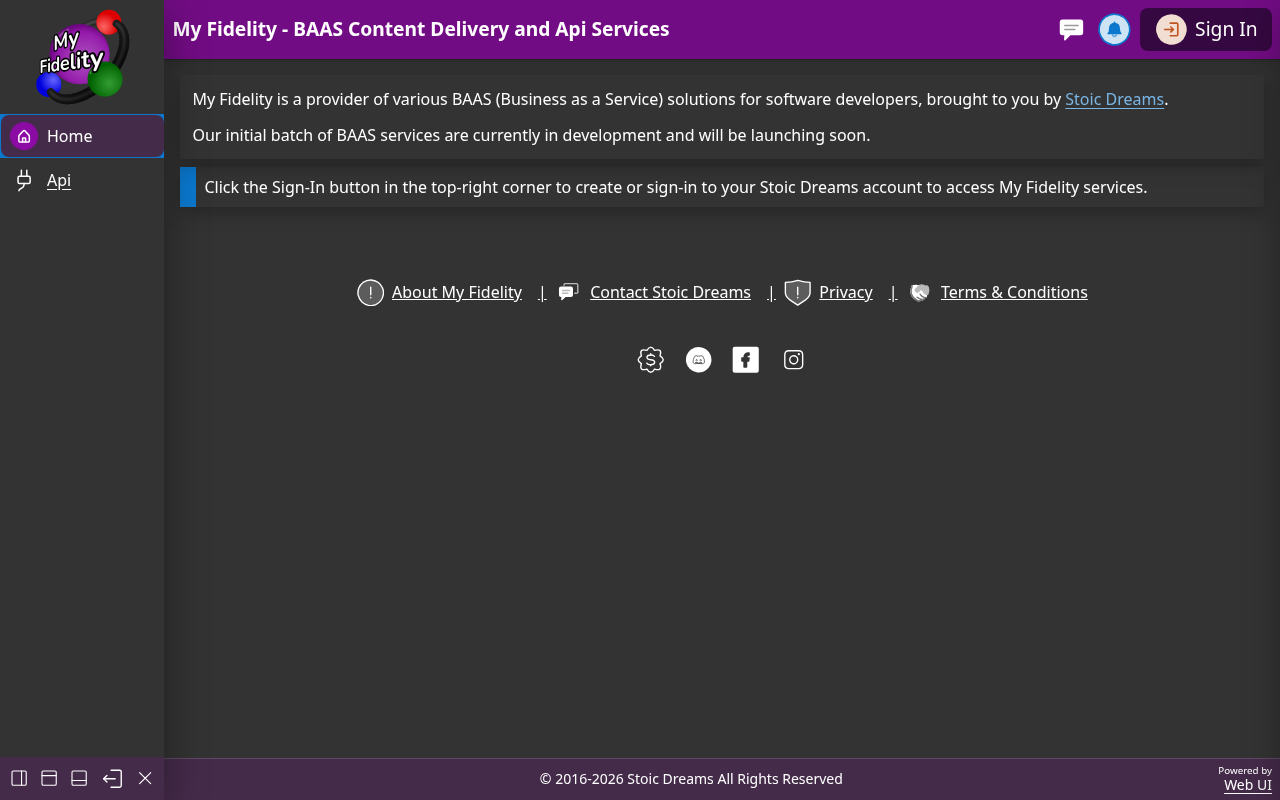 My Fidelity
My Fidelity - BAAS Content Delivery and Api Services
Sign In
Home
Api
My Fidelity is a provider of various BAAS (Business as a Service) solutions for software developers, brought to you by Stoic Dreams.
Our initial batch of BAAS services are currently in development and will be launching soon.
Click the Sign-In button in the top-right corner to create or sign-in to your Stoic Dreams account to access My Fidelity services.
About My Fidelity | Contact Stoic Dreams | Privacy | Terms & Conditions
© 2016-2026 Stoic Dreams All Rights Reserved
Powered by
Web UI